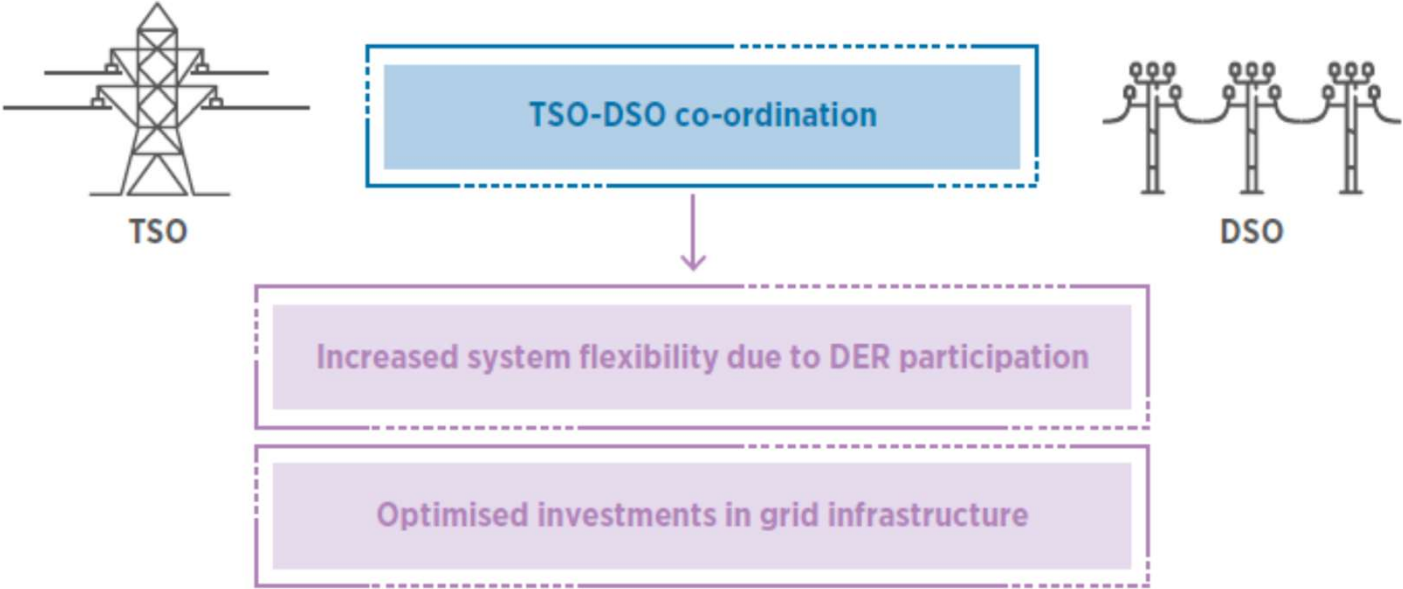 TSO-DSO co-ordination
TSO
DSO
Increased system flexibility due to DER participation
Optimised investments in grid infrastructure